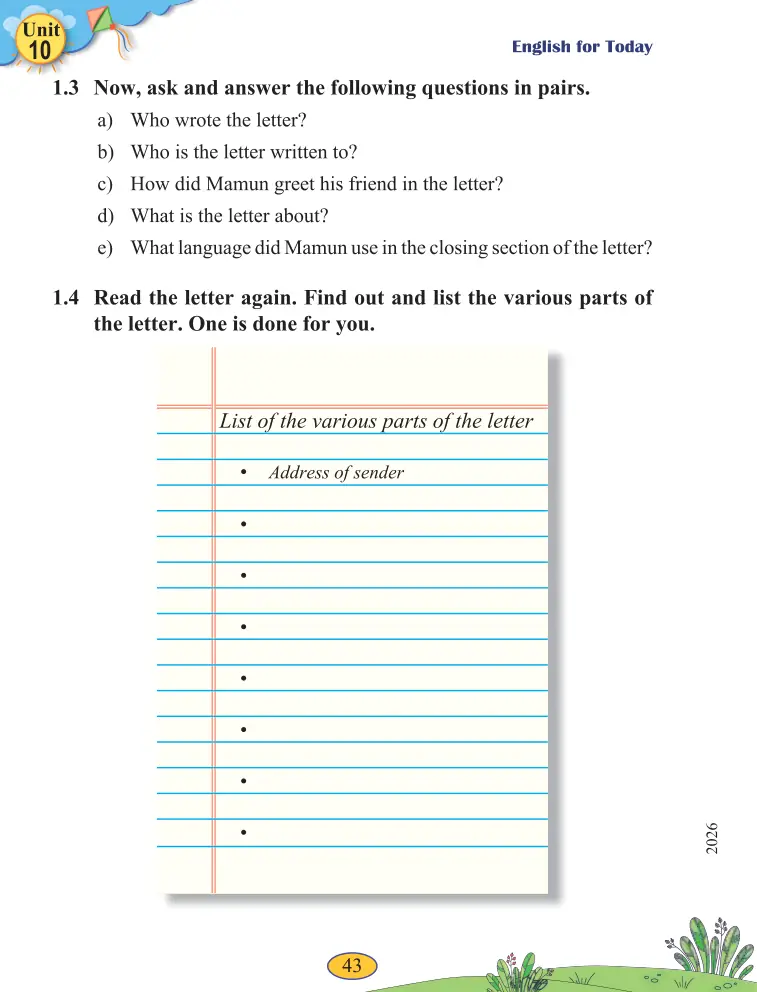 Unit
10
English for Today
1.3 Now, ask and answer the following questions in pairs.
a) Who wrote the letter?
b) Who is the letter written to?
c) How did Mamun greet his friend in the letter?
d) What is the letter about?
e) What language did Mamun use in the closing section of the letter?
1.4 Read the letter again. Find out and list the various parts of
the letter. One is done for you.
List of the various parts of the letter
• Address of sender
•
•
•
•
•
•
•
2026
43